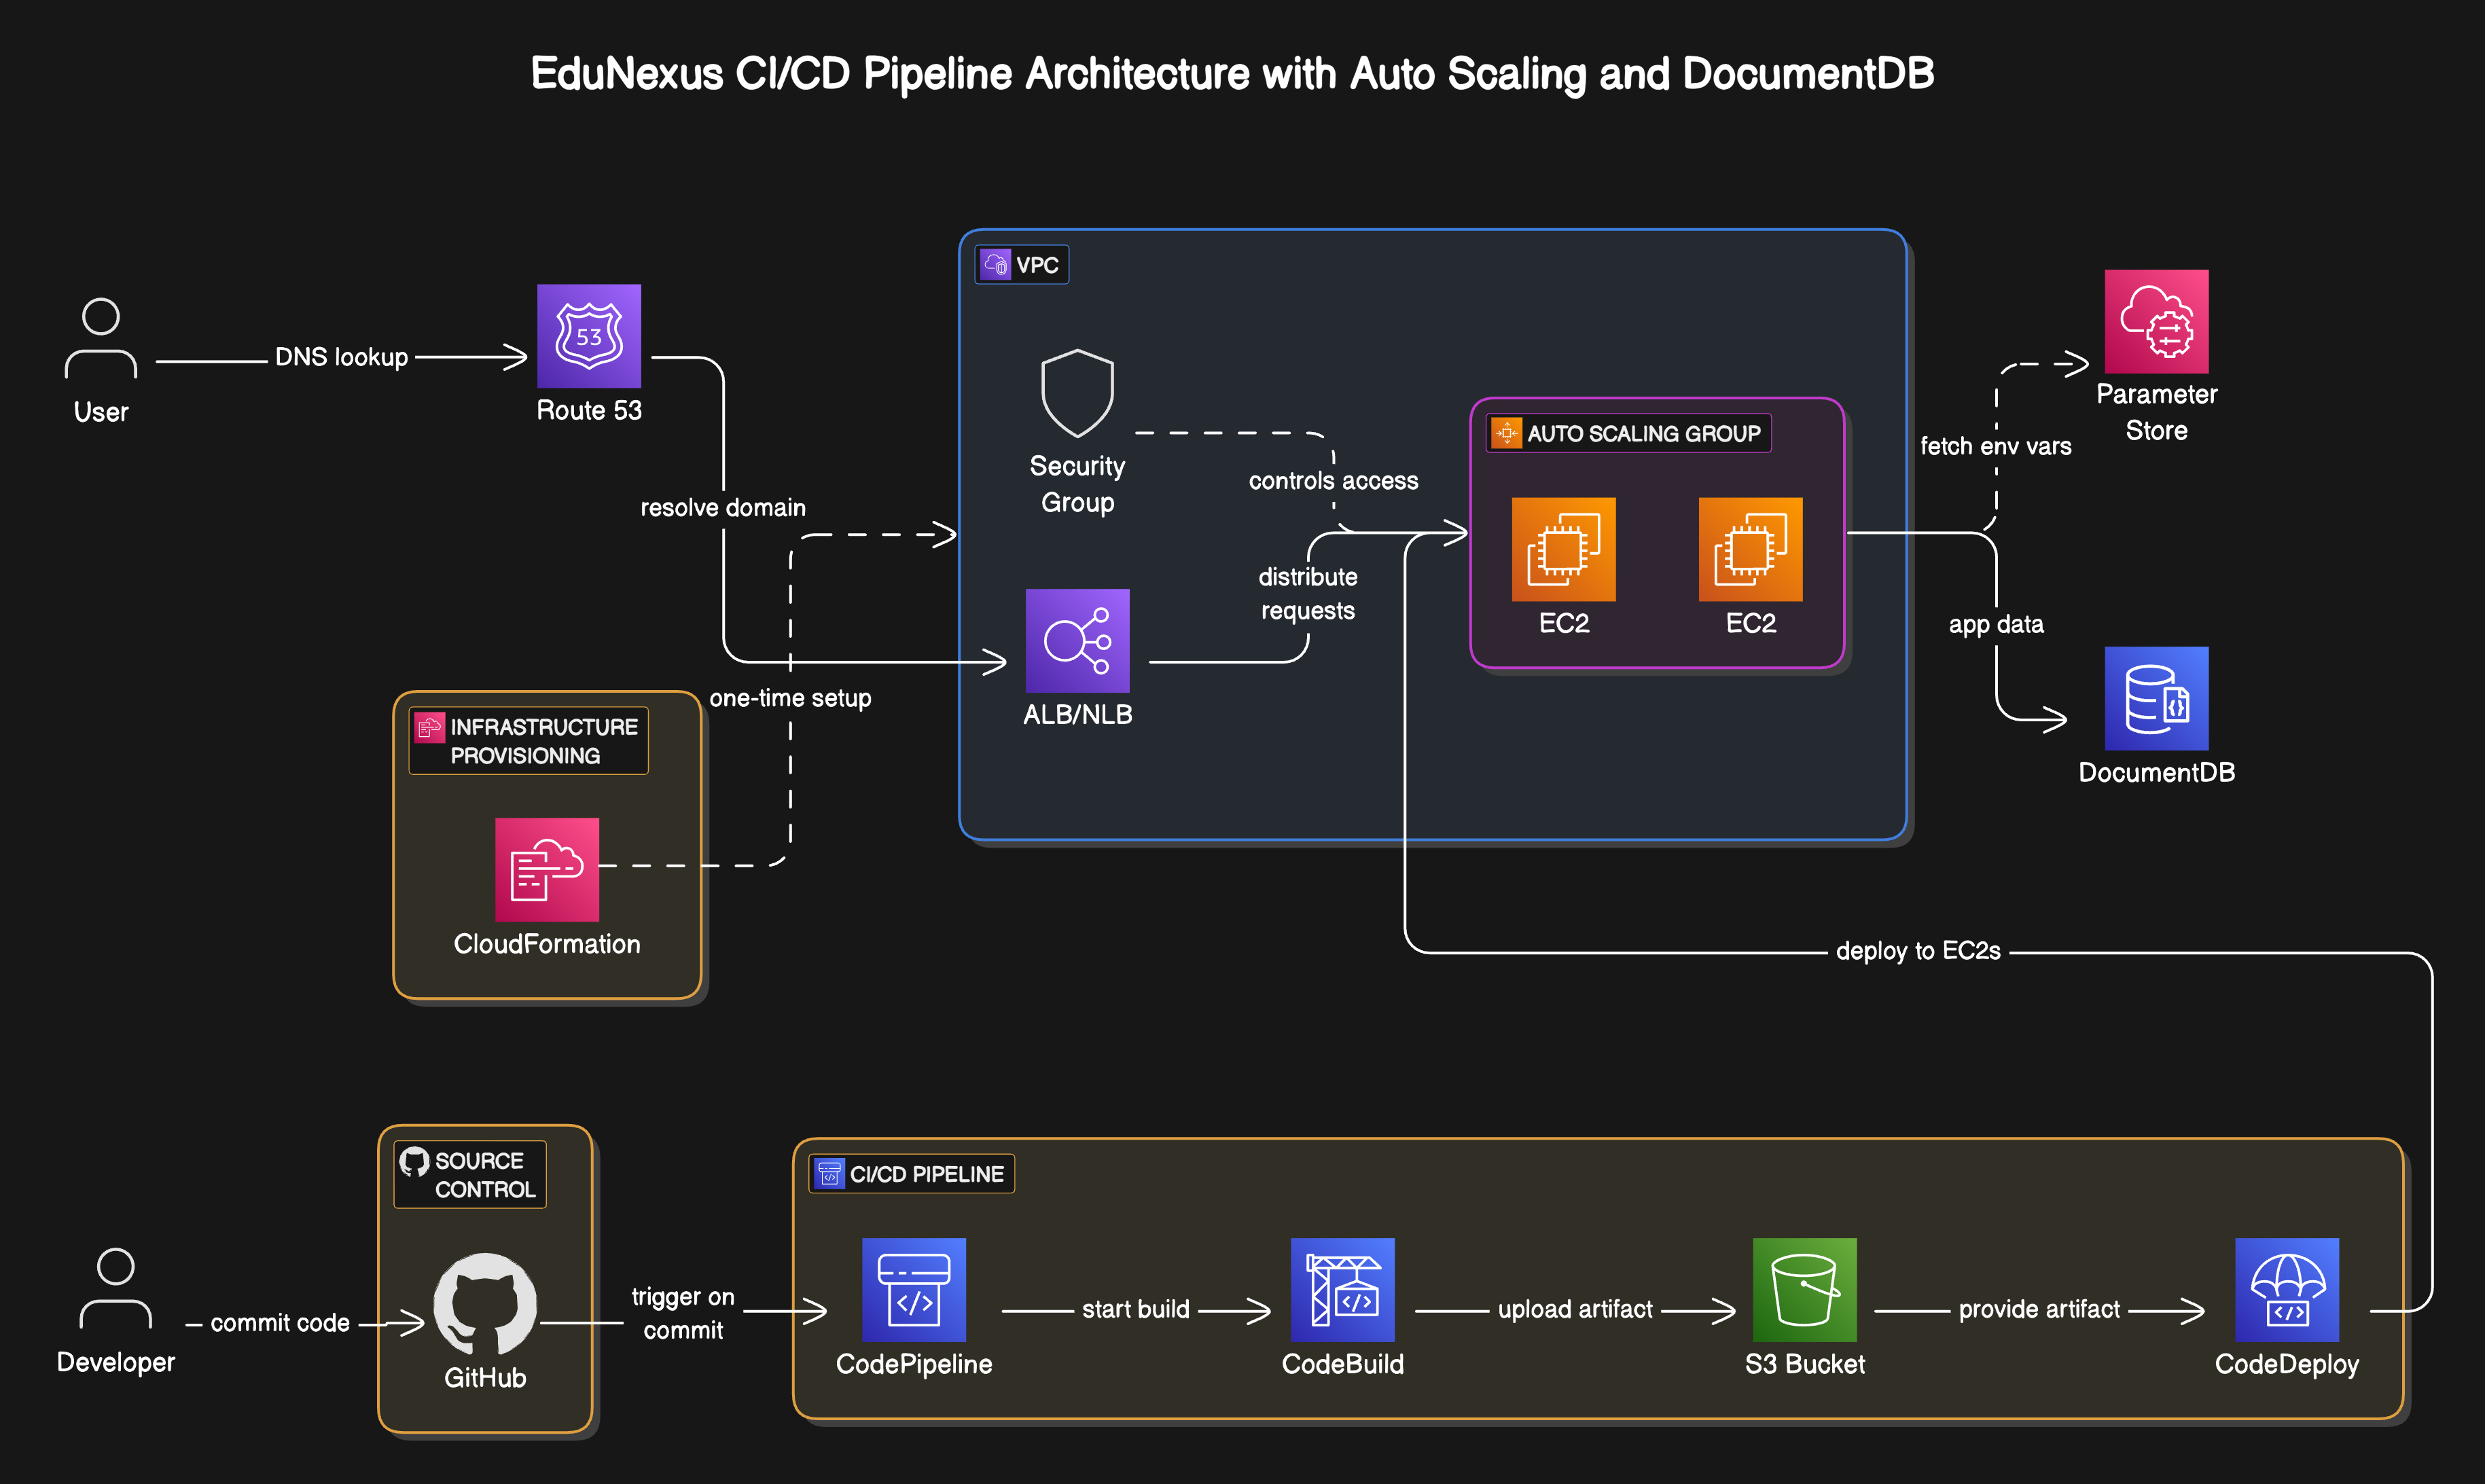 EduNexus CI/CD Pipeline Architecture with Auto Scaling and DocumentDB
VPC
User
DNS lookup
53
Route 53
resolve domain
Security
Group
controls access
AUTO SCALING GROUP
EC2
EC2
fetch env vars
Parameter
Store
distribute
requests
ALB/NLB
app data
DocumentDB
one-time setup
INFRASTRUCTURE
PROVISIONING
CloudFormation
deploy to EC2s
SOURCE
CONTROL
Developer
commit code
GitHub
trigger on
commit
CI/CD PIPELINE
CodePipeline
start build
CodeBuild
upload artifact
S3 Bucket
provide artifact
CodeDeploy